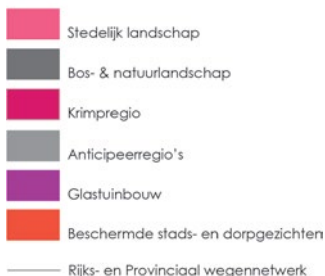 Stedelijk landschap
Bos- & natuurlandschap
Krimpregio
Anticipeerregio's
Glastuinbouw
Beschermde stads- en dorpgezichten
Rijks- en Provinciaal wegennetwerk